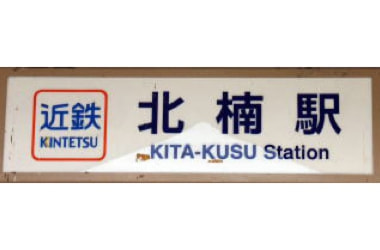 近鉄
KINTETSU
北楠駅
KITA-KUSU Station